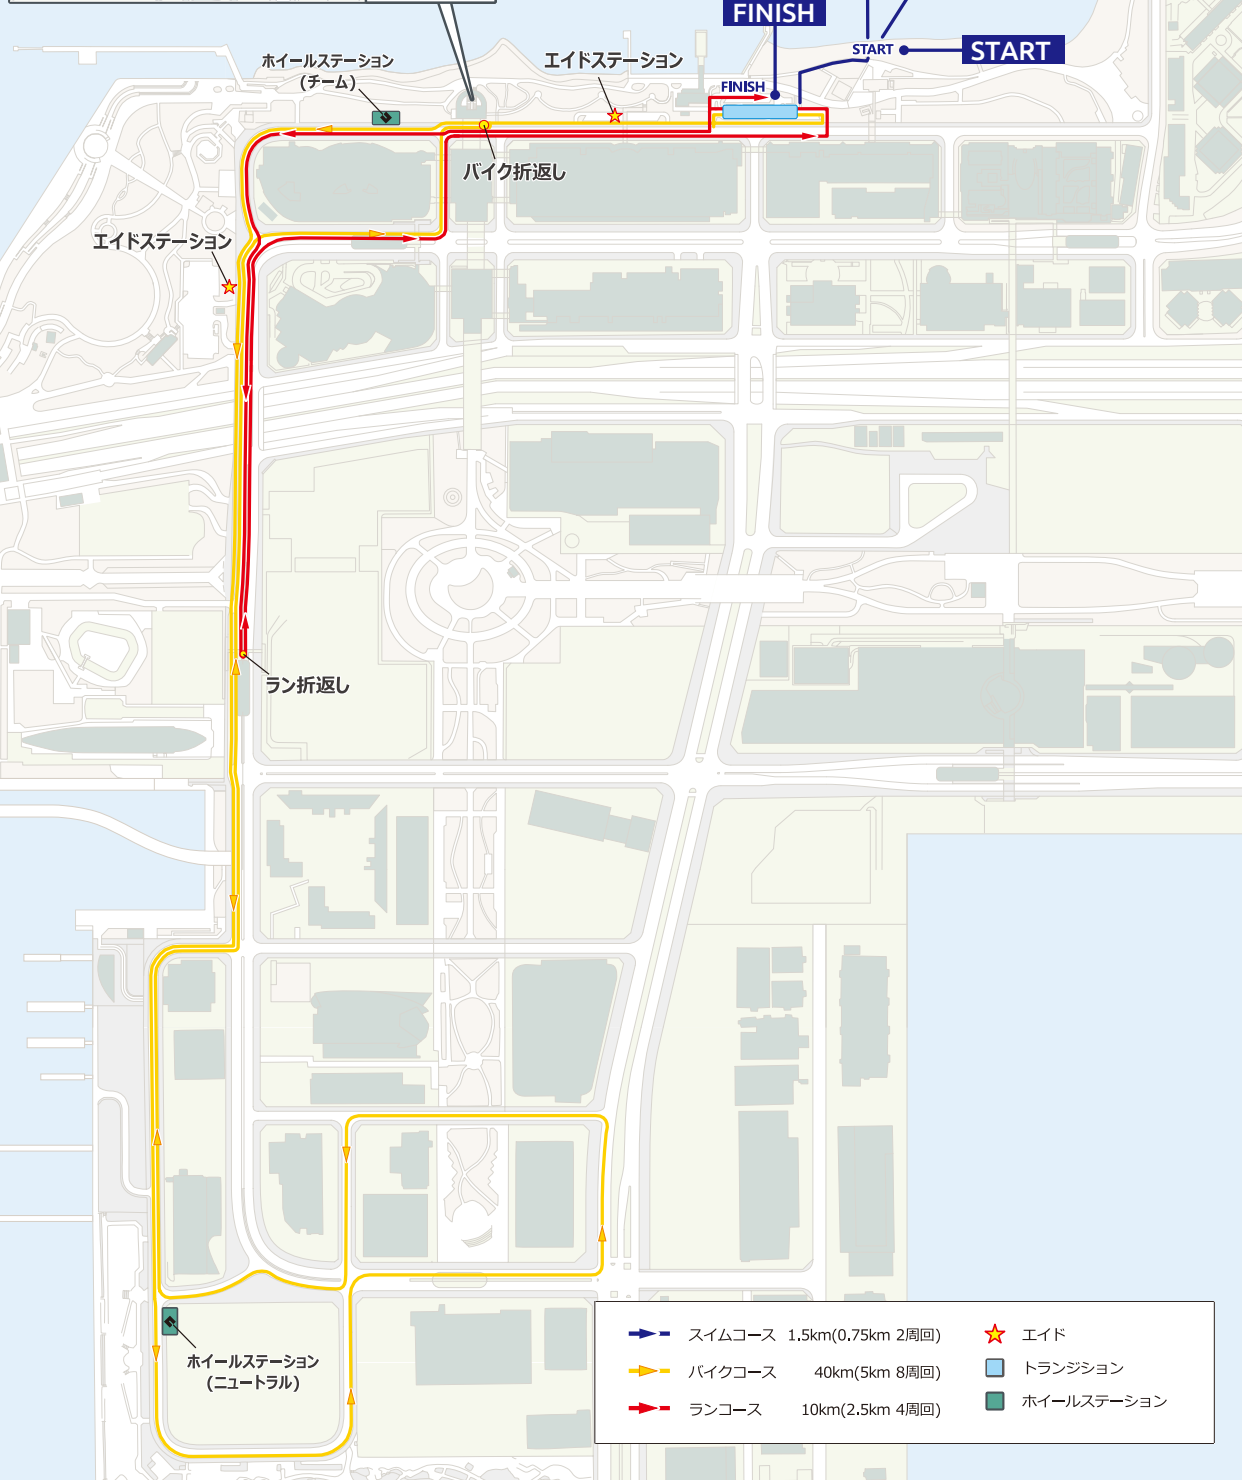 FINISH
START
START
FINISH
ホイールステーション
(チーム)
エイドステーション
バイク折返し
エイドステーション
ラン折返し
ホイールステーション
(ニュートラル)
スイムコース 1.5km(0.75km 2周回)
バイクコース 40km(5km 8周回)
ランコース 10km(2.5km 4周回)
エイド
トランジション
ホイールステーション